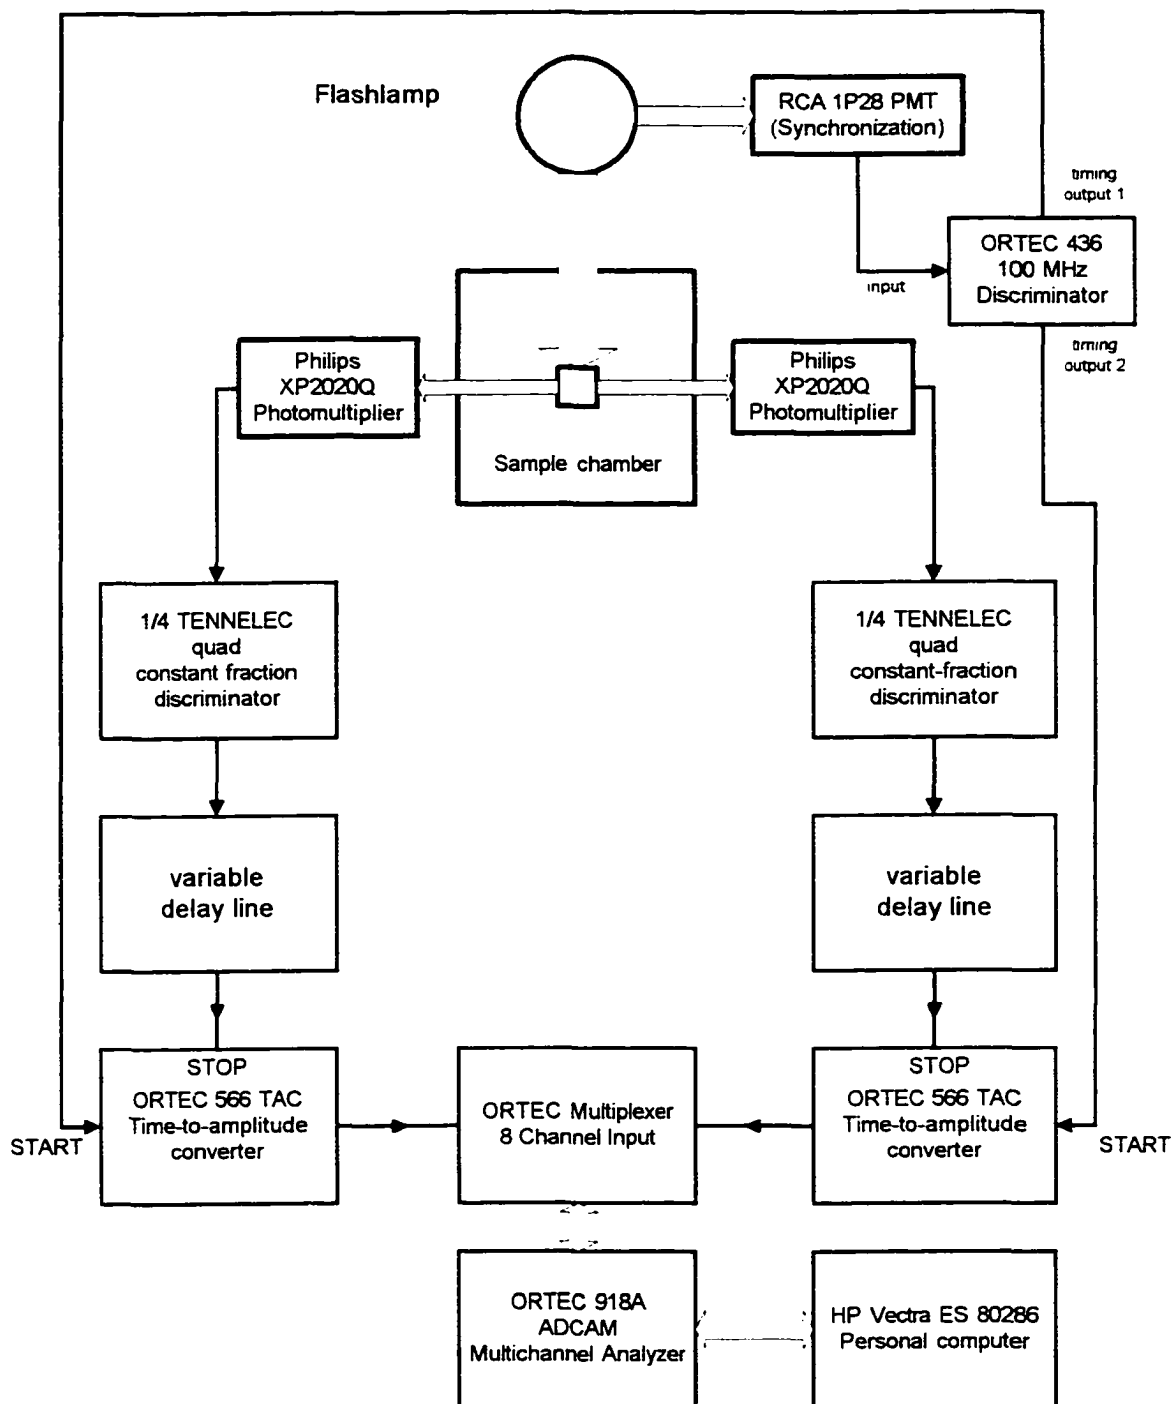 Flashlamp
RCA 1P28 PMT
(Synchronization)
timing
output 1
ORTEC 436
100 MHz
Discriminator
input
timing
output 2
Philips
XP2020Q
Photomultiplier
Sample chamber
Philips
XP2020Q
Photomultiplier
1/4 TENNELEC
quad
constant fraction
discriminator
1/4 TENNELEC
quad
constant-fraction
discriminator
variable
delay line
variable
delay line
STOP
ORTEC 566 TAC
Time-to-amplitude
converter
START
ORTEC Multiplexer
8 Channel Input
STOP
ORTEC 566 TAC
Time-to-amplitude
converter
START
ORTEC 918A
ADCAM
Multichannel Analyzer
HP Vectra ES 80286
Personal computer